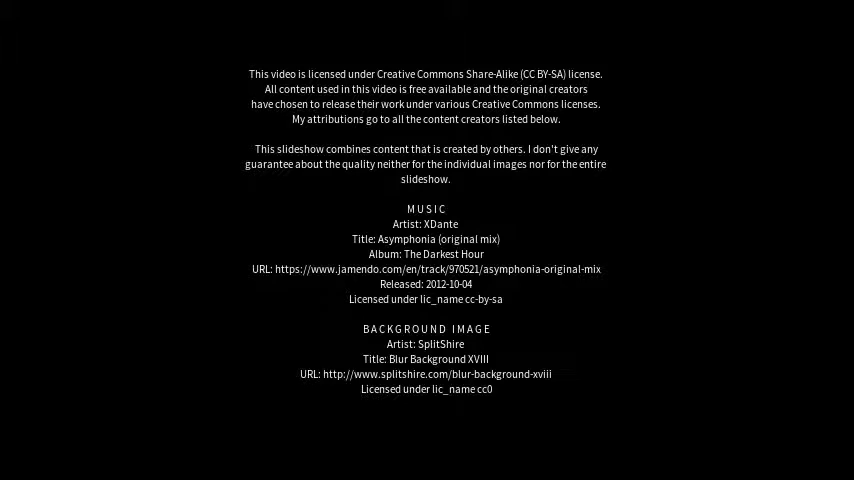 This video is licensed under Creative Commons Share-Alike (CC BY-SA) license.
All content used in this video is free available and the original creators
have chosen to release their work under various Creative Commons licenses.
My attributions go to all the content creators listed below.
This slideshow combines content that is created by others. I don't give any
guarantee about the quality neither for the individual images nor for the entire
slideshow.
MUSIC
Artist: XDante
Title: Asymphonia (original mix)
Album: The Darkest Hour
URL: https://www.jamendo.com/en/track/970521/asymphonia-original-mix
Released: 2012-10-04
Licensed under lic_name cc-by-sa
BACKGROUND IMAGE
Artist: SplitShire
Title: Blur Background XVIII
URL: http://www.splitshire.com/blur-background-xviii
Licensed under lic_name cc0